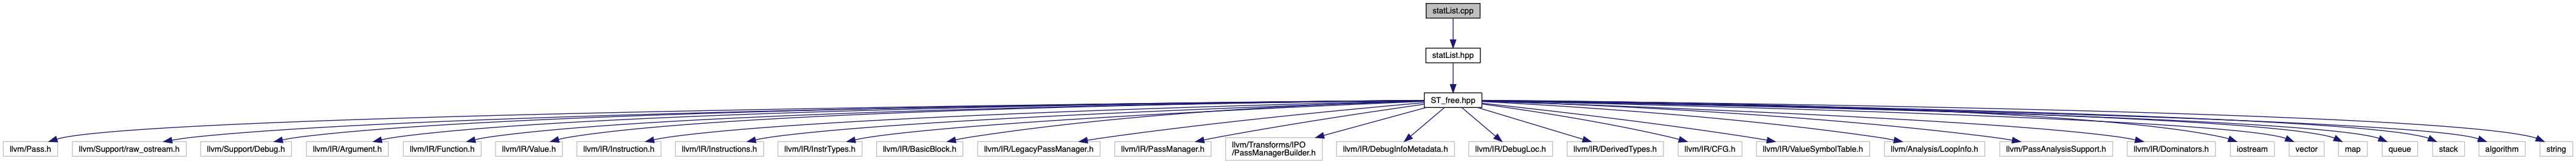 statList.cpp
statList.hpp
ST_free.hpp
llvm/Pass.h
llvm/Support/raw_ostream.h
llvm/Support/Debug.h
llvm/IR/Argument.h
llvm/IR/Function.h
llvm/IR/Value.h
llvm/IR/Instruction.h
llvm/IR/Instructions.h
llvm/IR/InstrTypes.h
llvm/IR/BasicBlock.h
llvm/IR/LegacyPassManager.h
llvm/IR/PassManager.h
llvm/Transforms/IPO
/PassManagerBuilder.h
llvm/IR/DebugInfoMetadata.h
llvm/IR/DebugLoc.h
llvm/IR/DerivedTypes.h
llvm/IR/CFG.h
llvm/IR/ValueSymbolTable.h
llvm/Analysis/LoopInfo.h
llvm/PassAnalysisSupport.h
llvm/IR/Dominators.h
iostream
vector
map
queue
stack
algorithm
string